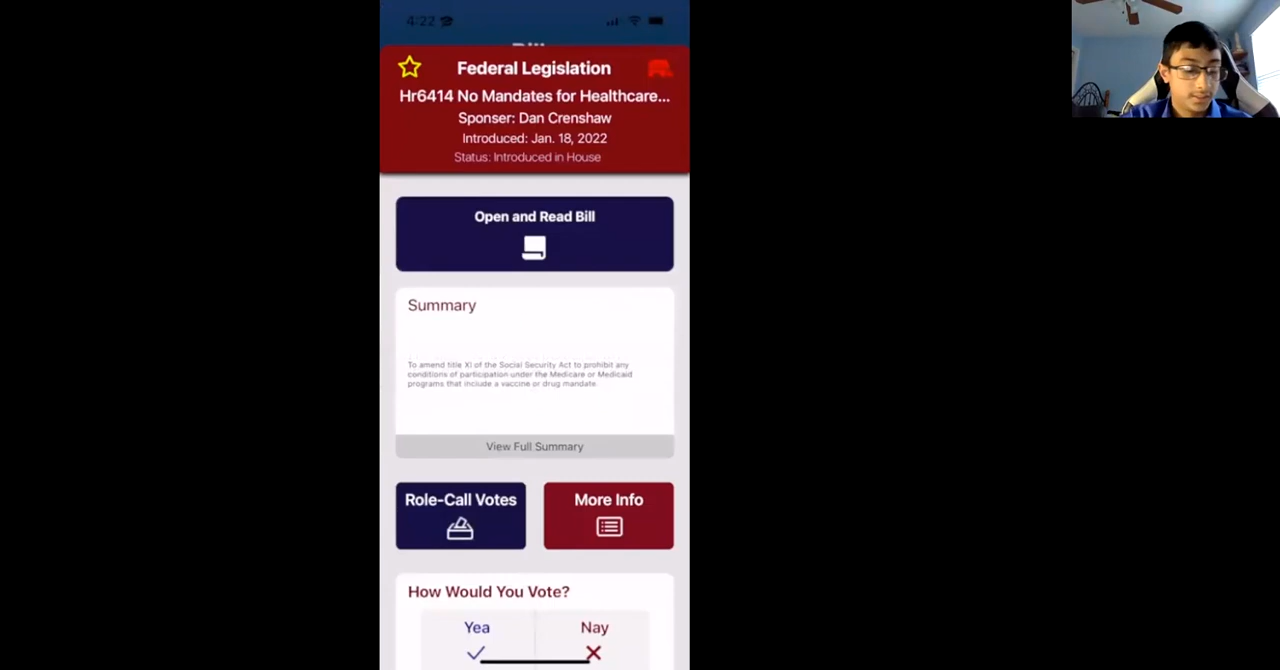 4:22
Federal Legislation
Hr6414 No Mandates for Healthcare...
Sponser: Dan Crenshaw
Introduced: Jan. 18, 2022
Status: Introduced in House
Open and Read Bill
Summary
To amend title XI of the Social Security Act to prohibit any
conditions of participation under the Medicare or Medicaid
programs that include a vaccine or drug mandate.
View Full Summary
Role-Call Votes
More Info
How Would You Vote?
Yea
Nay